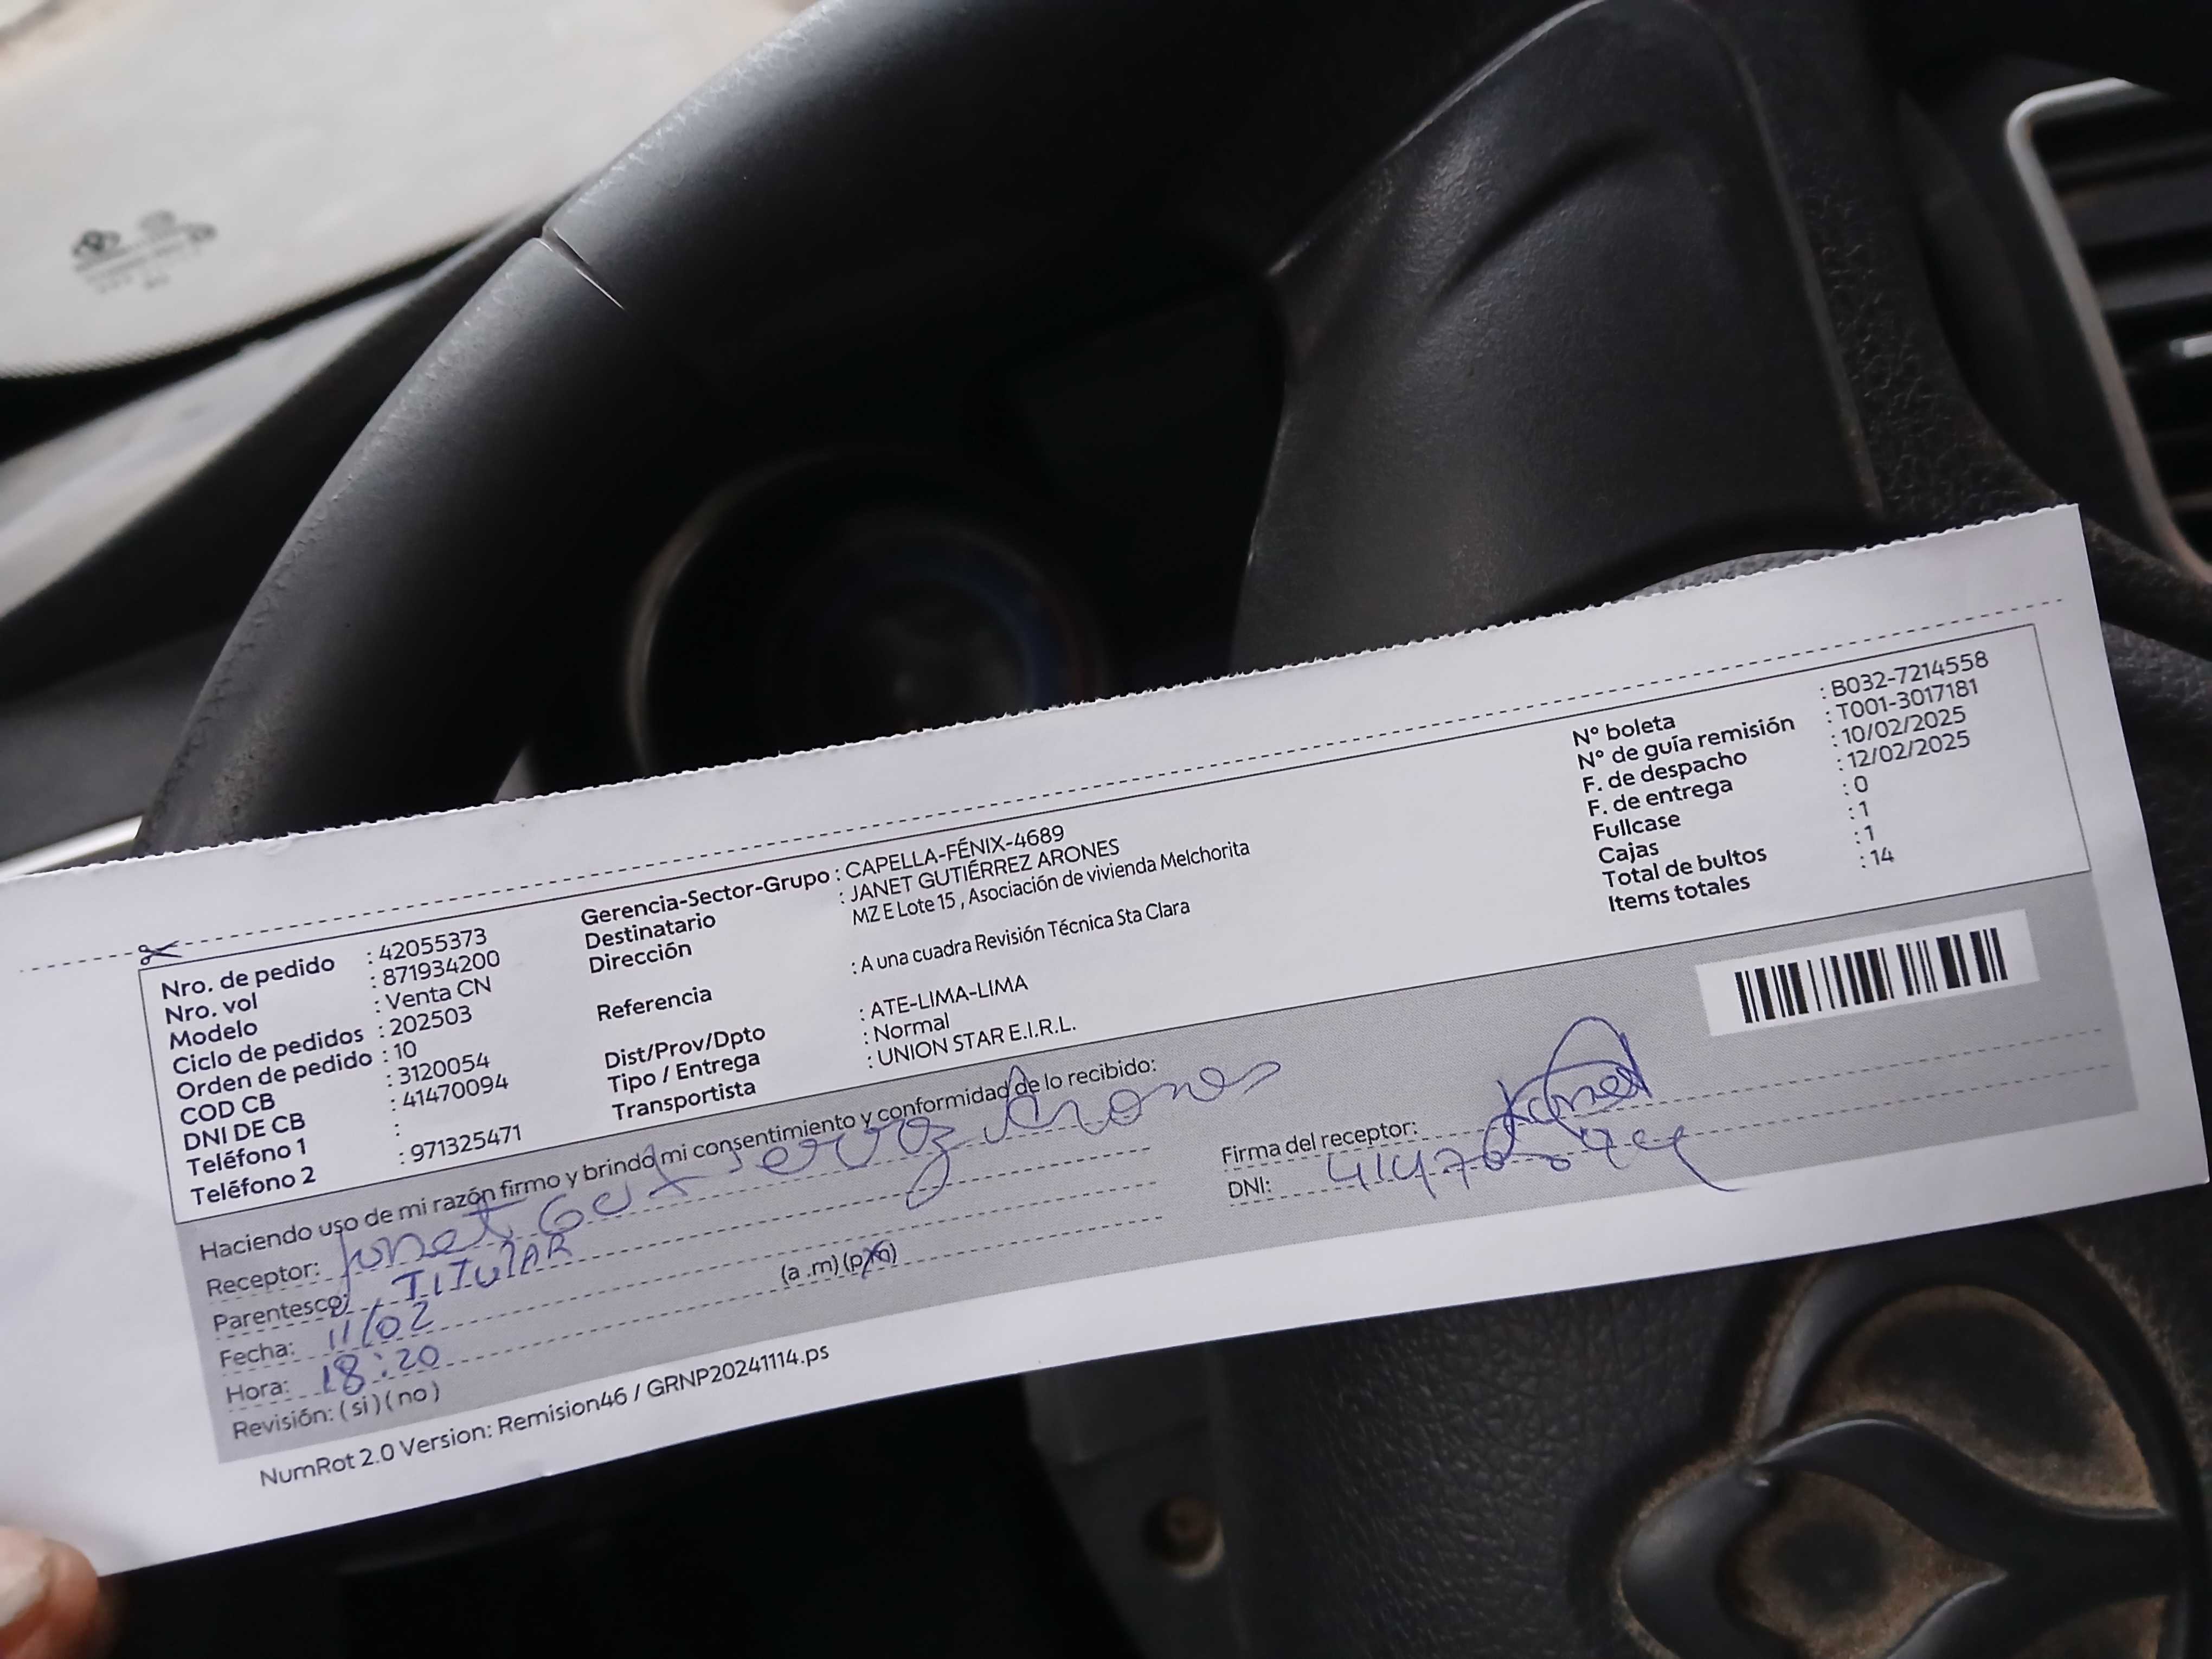 Nro. de pedido : 42055373
Nro. vol : 871934200
Modelo : Venta CN
Ciclo de pedidos : 202503
Orden de pedido : 10
COD CB : 3120054
DNI DE CB : 41470094
Teléfono 1 :
Teléfono 2 : 971325471
Gerencia-Sector-Grupo : CAPELLA-FÉNIX-4689
Destinatario : JANET GUTIÉRREZ ARONES
Dirección MZ E Lote 15 , Asociación de vivienda Melchorita
Referencia : A una cuadra Revisión Técnica Sta Clara
Dist/Prov/Dpto : ATE-LIMA-LIMA
Tipo / Entrega : Normal
Transportista : UNION STAR E.I.R.L.
N° boleta : B032-7214558
N° de guía remisión : T001-3017181
F. de despacho : 10/02/2025
F. de entrega : 12/02/2025
Fullcase : 0
Cajas : 1
Total de bultos : 1
Items totales : 14
Haciendo uso de mi razón firmo y brindo mi consentimiento y conformidad de lo recibido:
Receptor: Janet Arones
Parentesco: TITULAR
Fecha: 11/02
Hora: 18:20 (a .m) (p.m)
Revisión: ( si ) ( no )
Firma del receptor: Janet
DNI:
NumRot 2.0 Version: Remision46 / GRNP20241114.ps